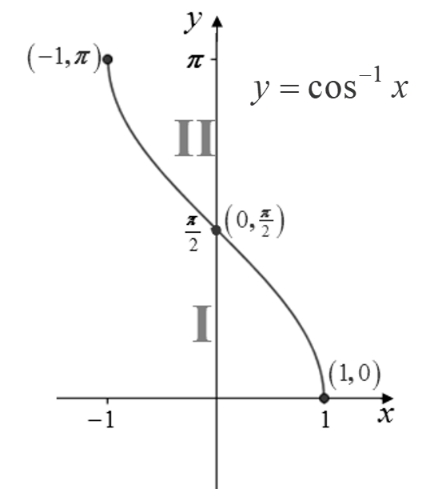 y
(−1, π)
π
y = cos⁻¹ x
II
π/2
(0, π/2)
I
(1, 0)
−1
1
x